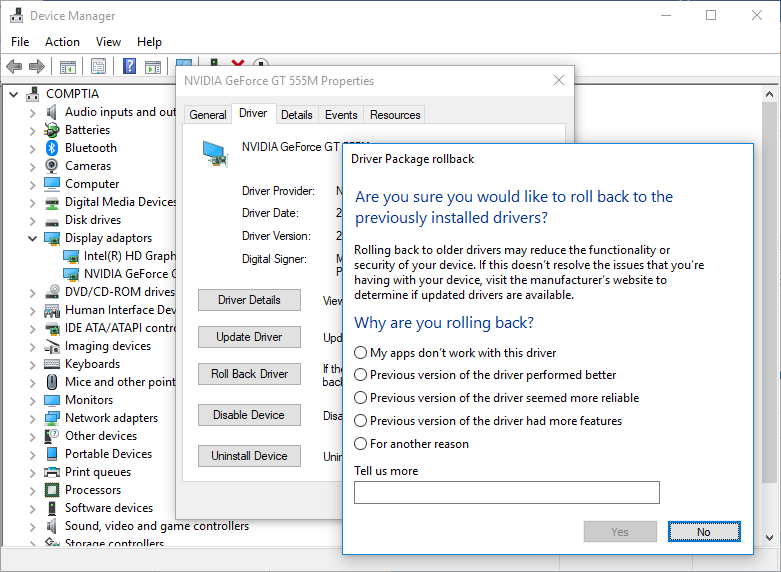 Device Manager
File Action View Help
COMPTIA
Audio inputs and out
Batteries
Bluetooth
Cameras
Computer
Digital Media Devices
Disk drives
Display adaptors
Intel(R) HD Graph
NVIDIA GeForce G
DVD/CD-ROM drives
Human Interface Dev
IDE ATA/ATAPI contro
Imaging devices
Keyboards
Mice and other point
Monitors
Network adapters
Other devices
Portable Devices
Print queues
Processors
Software devices
Sound, video and game controllers
Storage controllers
NVIDIA GeForce GT 555M Properties
General Driver Details Events Resources
NVIDIA GeForce GT 555M
Driver Provider: N
Driver Date: 2
Driver Version: 2
Digital Signer: M
P
Driver Details View
Update Driver Upd
Roll Back Driver If the
back
Disable Device Disa
Uninstall Device Unin
Driver Package rollback
Are you sure you would like to roll back to the
previously installed drivers?
Rolling back to older drivers may reduce the functionality or
security of your device. If this doesn't resolve the issues that you're
having with your device, visit the manufacturer's website to
determine if updated drivers are available.
Why are you rolling back?
My apps don't work with this driver
Previous version of the driver performed better
Previous version of the driver seemed more reliable
Previous version of the driver had more features
For another reason
Tell us more
Yes No